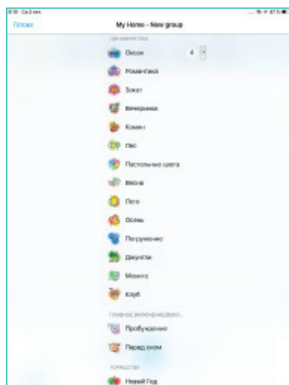 Готово
My Home - New group
Океан 4
Романтика
Закат
Вечеринка
Камин
Лес
Пастельные цвета
Весна
Лето
Осень
Погружение
Джунгли
Мохито
Клуб
Пробуждение
Перед сном
Новый Год